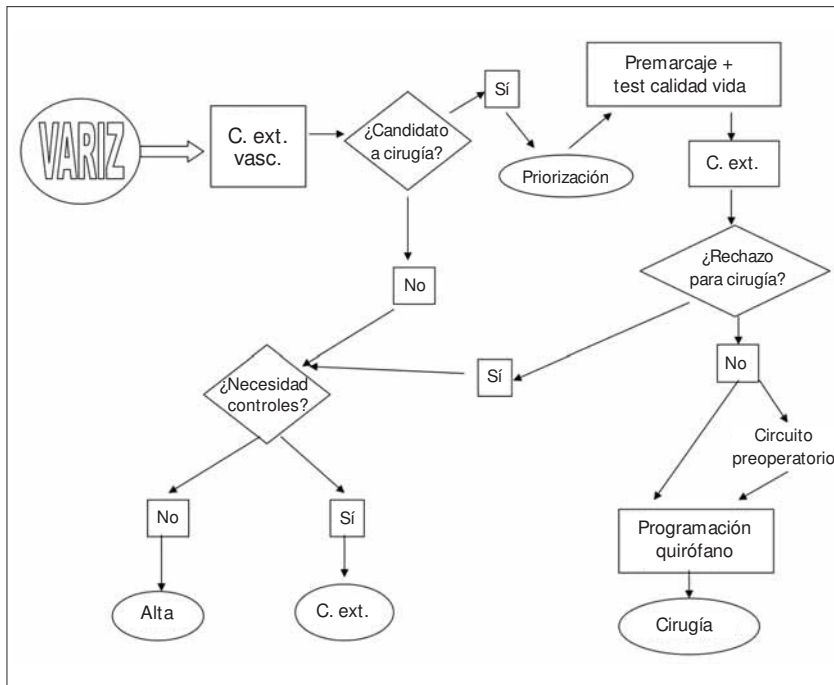 VARIZ
C. ext.
vasc.
¿Candidato
a cirugía?
Sí
Priorización
Premarcaje +
test calidad vida
C. ext.
¿Rechazo
para cirugía?
No
Sí
No
¿Necesidad
controles?
Circuito
preoperatorio
No
Sí
Programación
quirófano
Alta
C. ext.
Cirugía